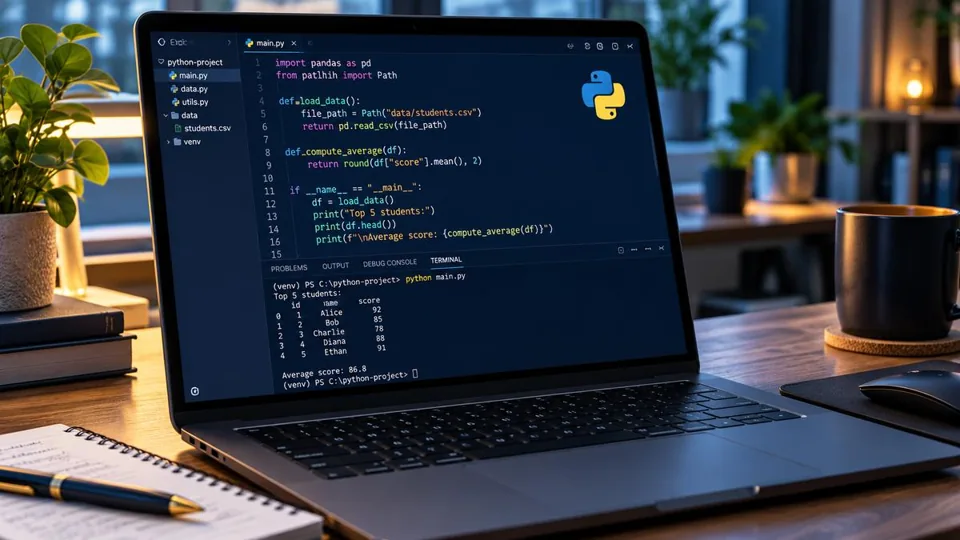 main.py
python-project
main.py
data.py
utils.py
data
students.csv
venv
1 import pandas as pd
2 from patlhih import Path
3
4 def load_data():
5 file_path = Path("data/students.csv")
6 return pd.read_csv(file_path)
7
8 def compute_average(df):
9 return round(df["score"].mean(), 2)
10
11 if __name__ == "__main__":
12 df = load_data()
13 print("Top 5 students:")
14 print(df.head())
15 print(f"\nAverage score: {compute_average(df)}")
16
PROBLEMS OUTPUT DEBUG CONSOLE TERMINAL
(venv) PS C:\python-project> python main.py
Top 5 students:
id name score
0 1 Alice 92
1 2 Bob 85
2 3 Charlie 78
3 4 Diana 88
4 5 Ethan 91
Average score: 86.8
(venv) PS C:\python-project>